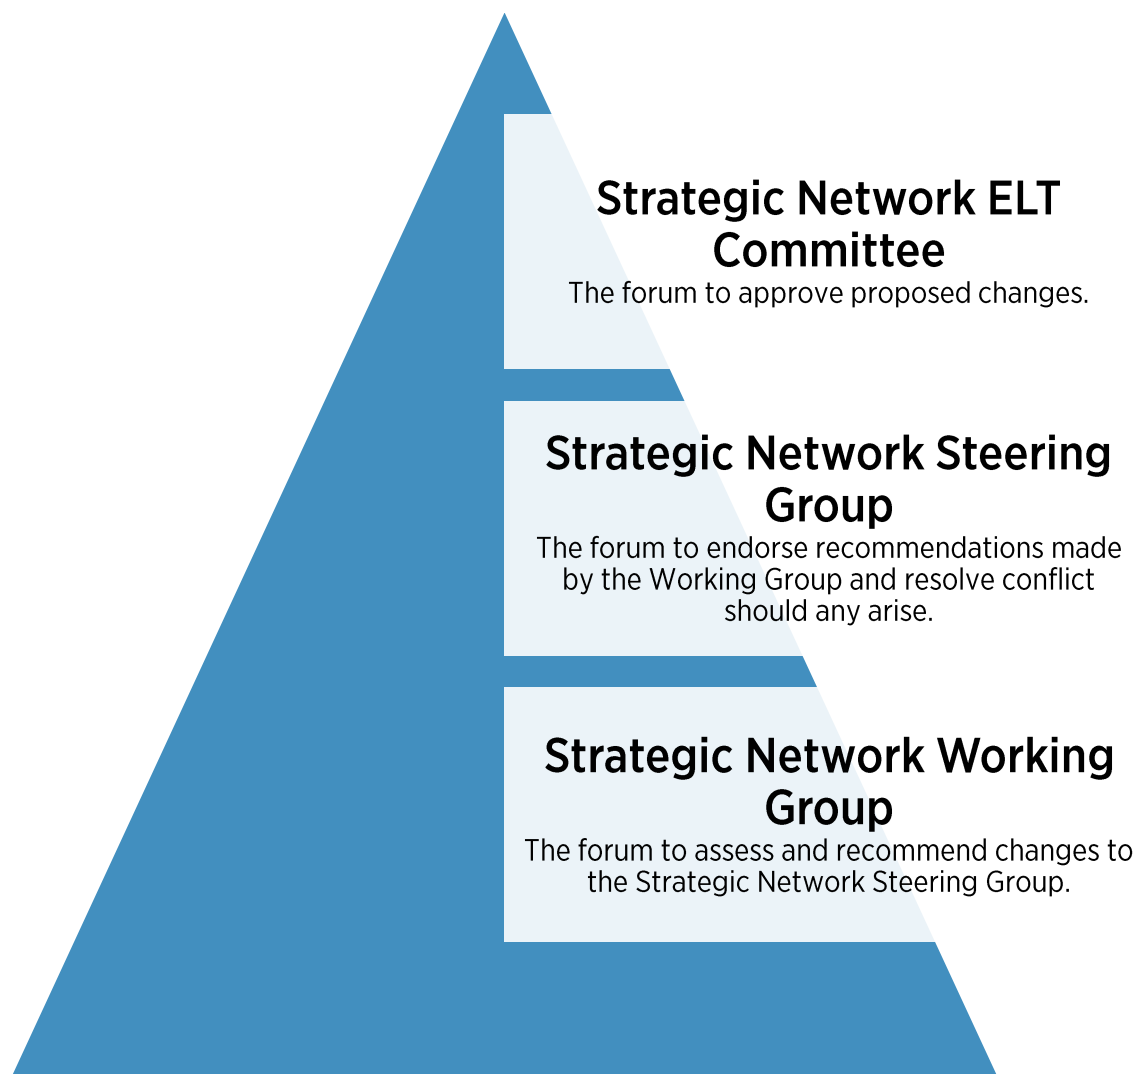 Strategic Network ELT
Committee
The forum to approve proposed changes.
Strategic Network Steering
Group
The forum to endorse recommendations made
by the Working Group and resolve conflict
should any arise.
Strategic Network Working
Group
The forum to assess and recommend changes to
the Strategic Network Steering Group.